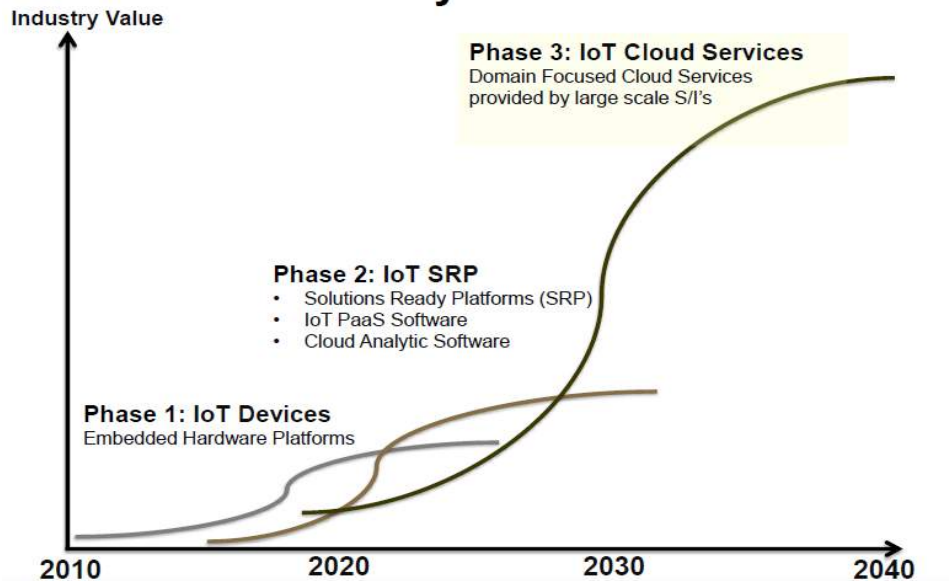 Industry Value
Phase 3: IoT Cloud Services
Domain Focused Cloud Services
provided by large scale S/I's
Phase 2: IoT SRP
• Solutions Ready Platforms (SRP)
• IoT PaaS Software
• Cloud Analytic Software
Phase 1: IoT Devices
Embedded Hardware Platforms
2010 2020 2030 2040